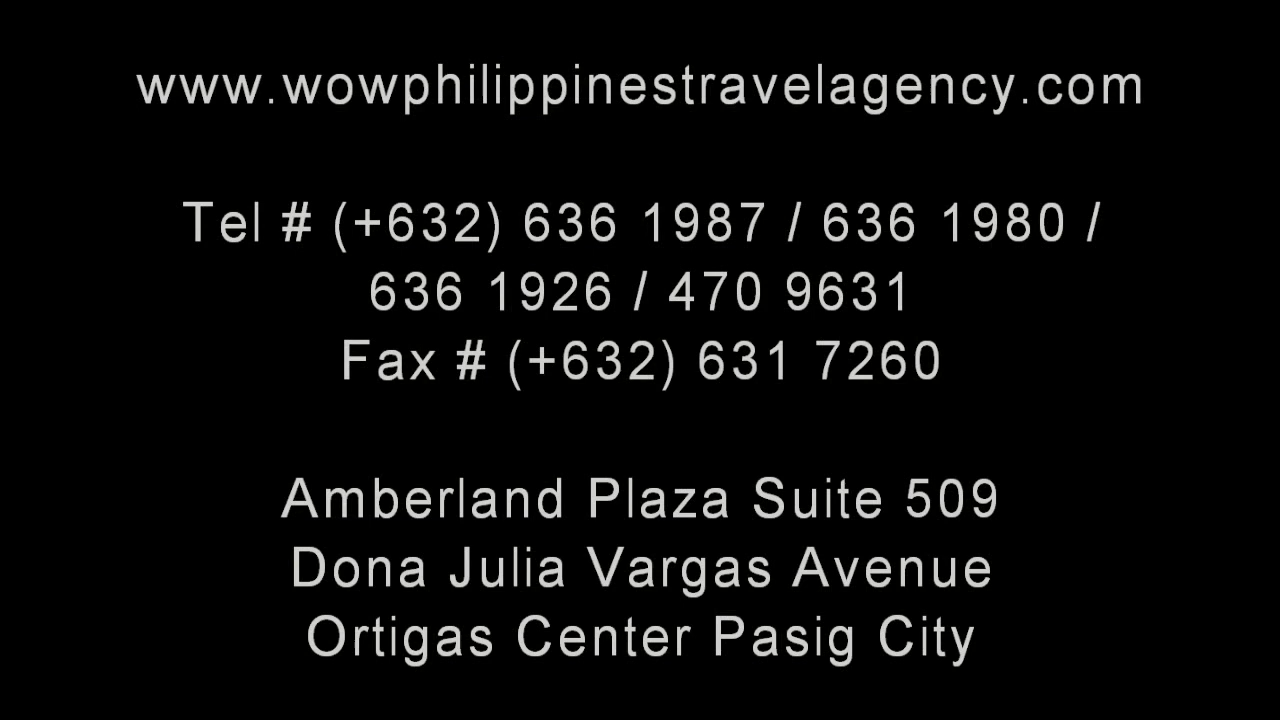 www.wowphilippinestravelagency.com
Tel # (+632) 636 1987 / 636 1980 /
636 1926 / 470 9631
Fax # (+632) 631 7260
Amberland Plaza Suite 509
Dona Julia Vargas Avenue
Ortigas Center Pasig City